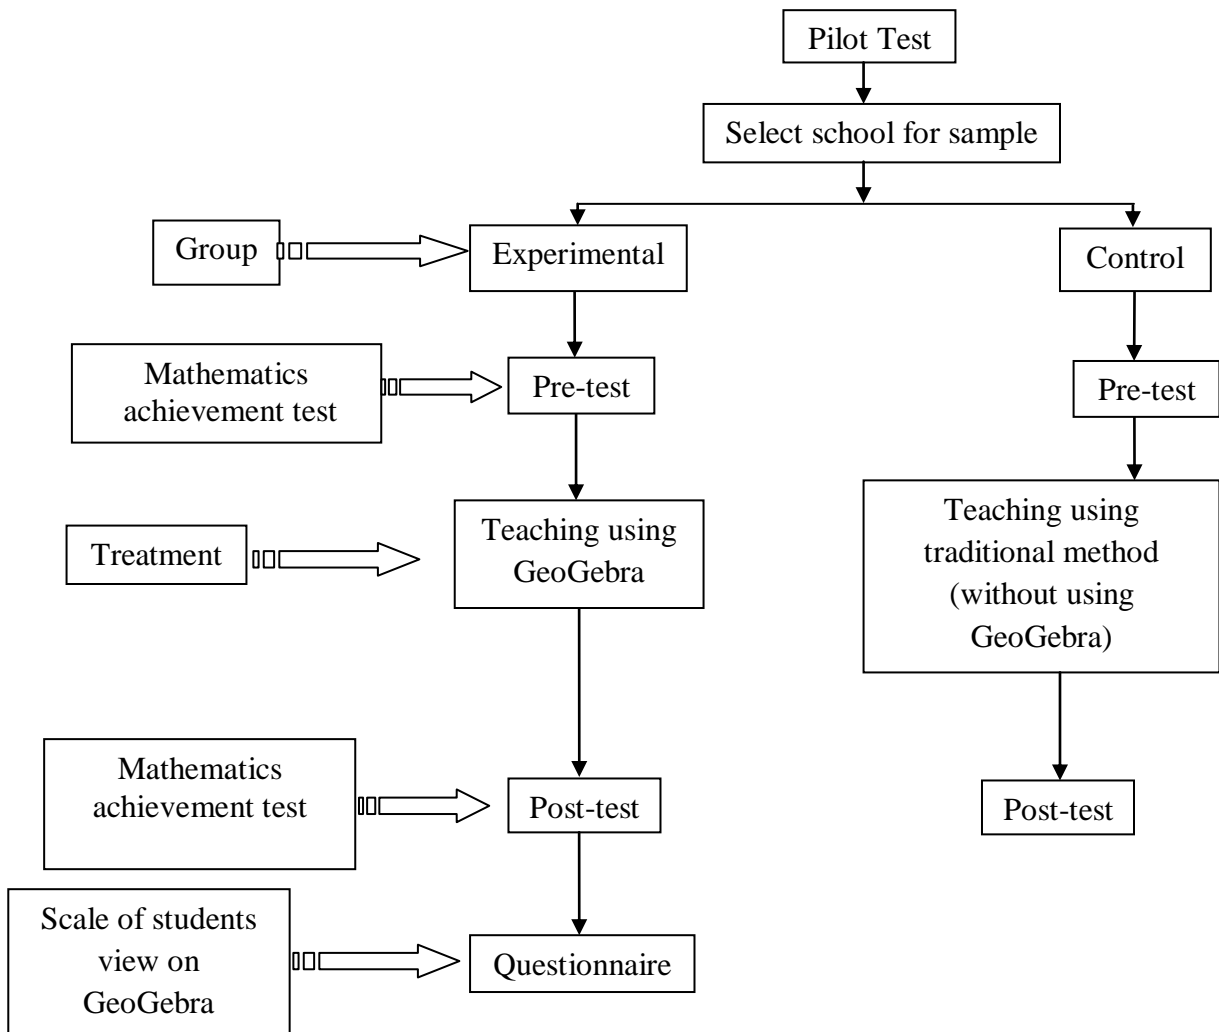 Pilot Test
Select school for sample
Group
Experimental
Control
Mathematics
achievement test
Pre-test
Pre-test
Treatment
Teaching using
GeoGebra
Teaching using
traditional method
(without using
GeoGebra)
Mathematics
achievement test
Post-test
Post-test
Scale of students
view on
GeoGebra
Questionnaire